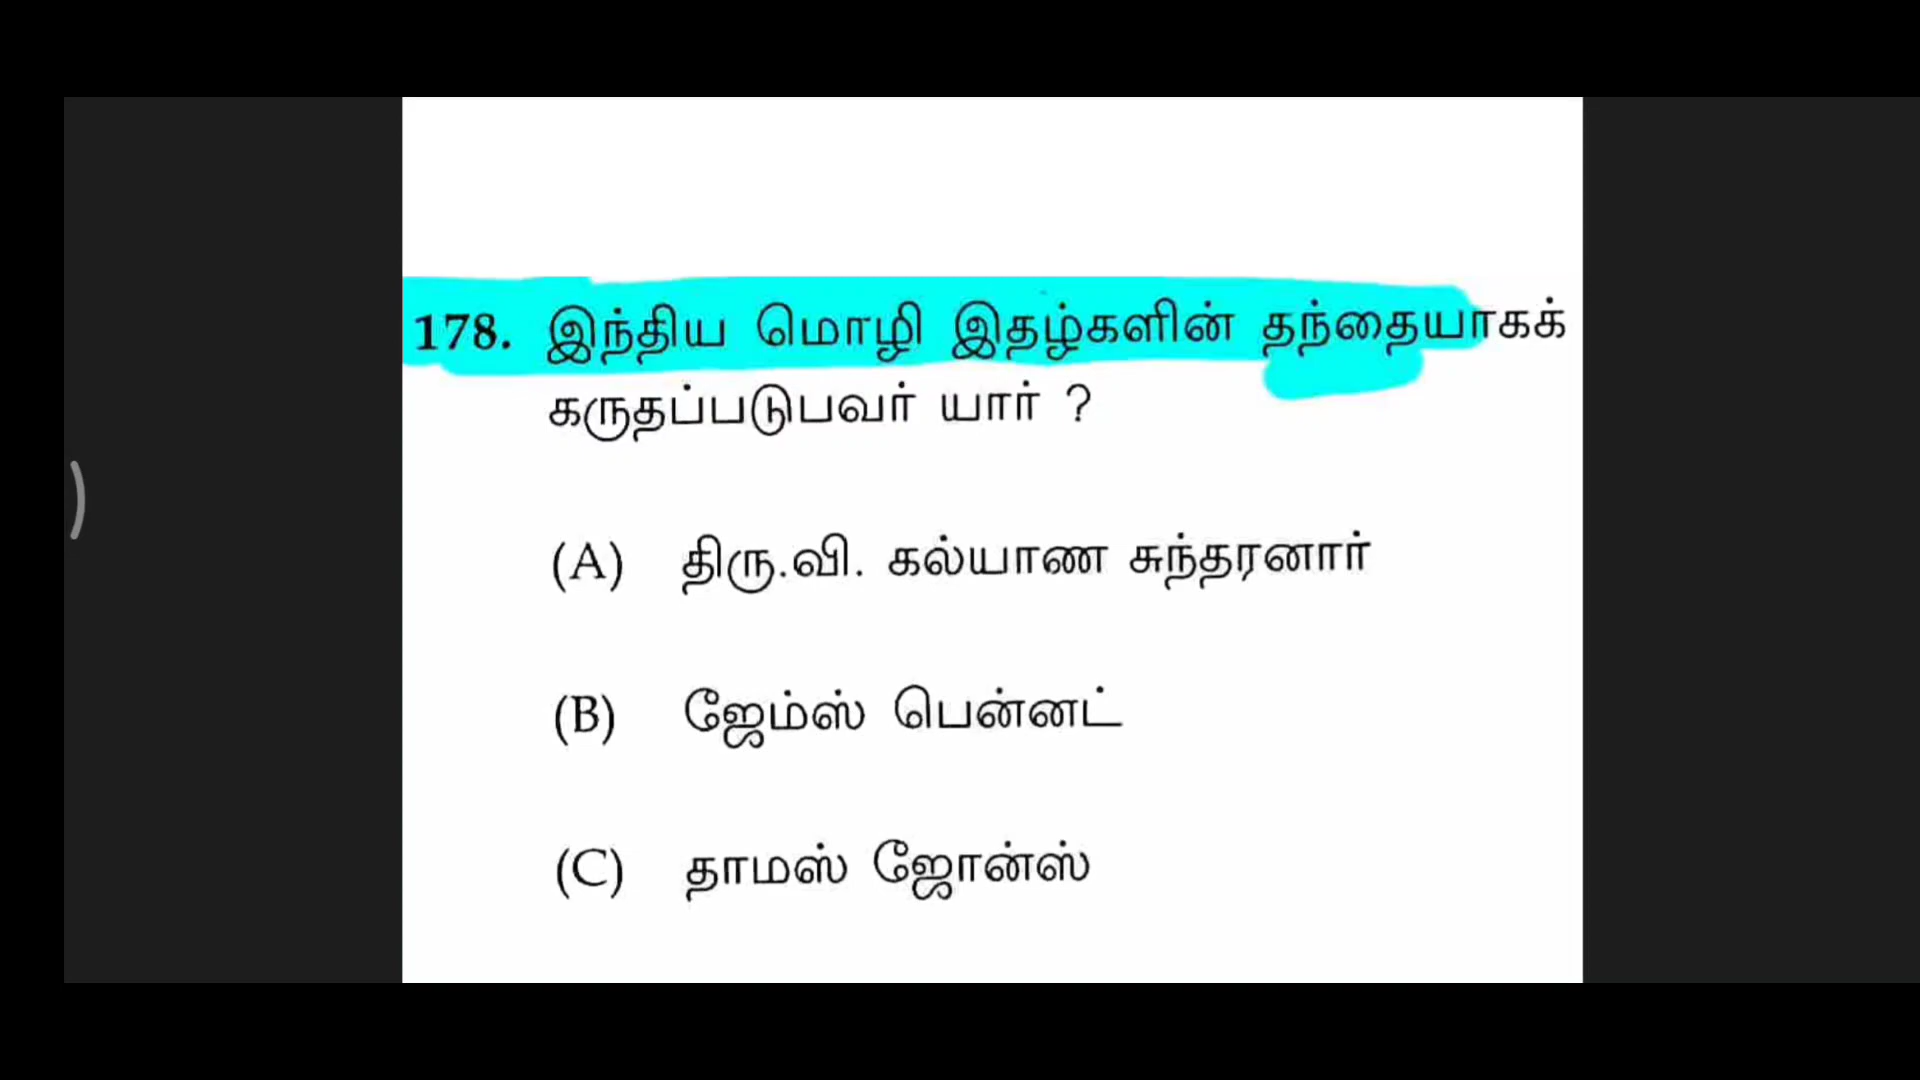 178. இந்திய மொழி இதழ்களின் தந்தையாகக்
கருதப்படுபவர் யார் ?
(A) திரு.வி. கல்யாண சுந்தரனார்
(B) ஜேம்ஸ் பென்னட்
(C) தாமஸ் ஜோன்ஸ்